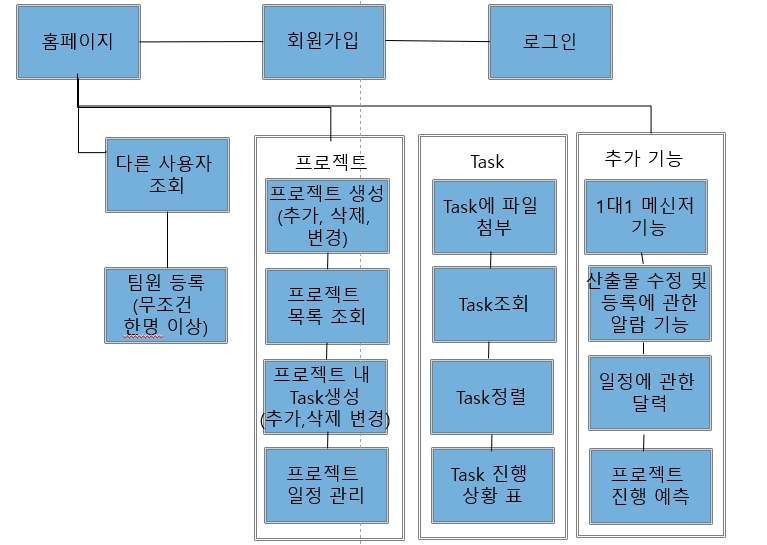 홈페이지
회원가입
로그인
다른 사용자
조회
팀원 등록
(무조건
한명 이상)
프로젝트
프로젝트 생성
(추가, 삭제,
변경)
프로젝트
목록 조회
프로젝트 내
Task생성
(추가,삭제 변경)
프로젝트
일정 관리
Task
Task에 파일
첨부
Task조회
Task정렬
Task 진행
상황 표
추가 기능
1대1 메신저
기능
산출물 수정 및
등록에 관한
알람 기능
일정에 관한
달력
프로젝트
진행 예측